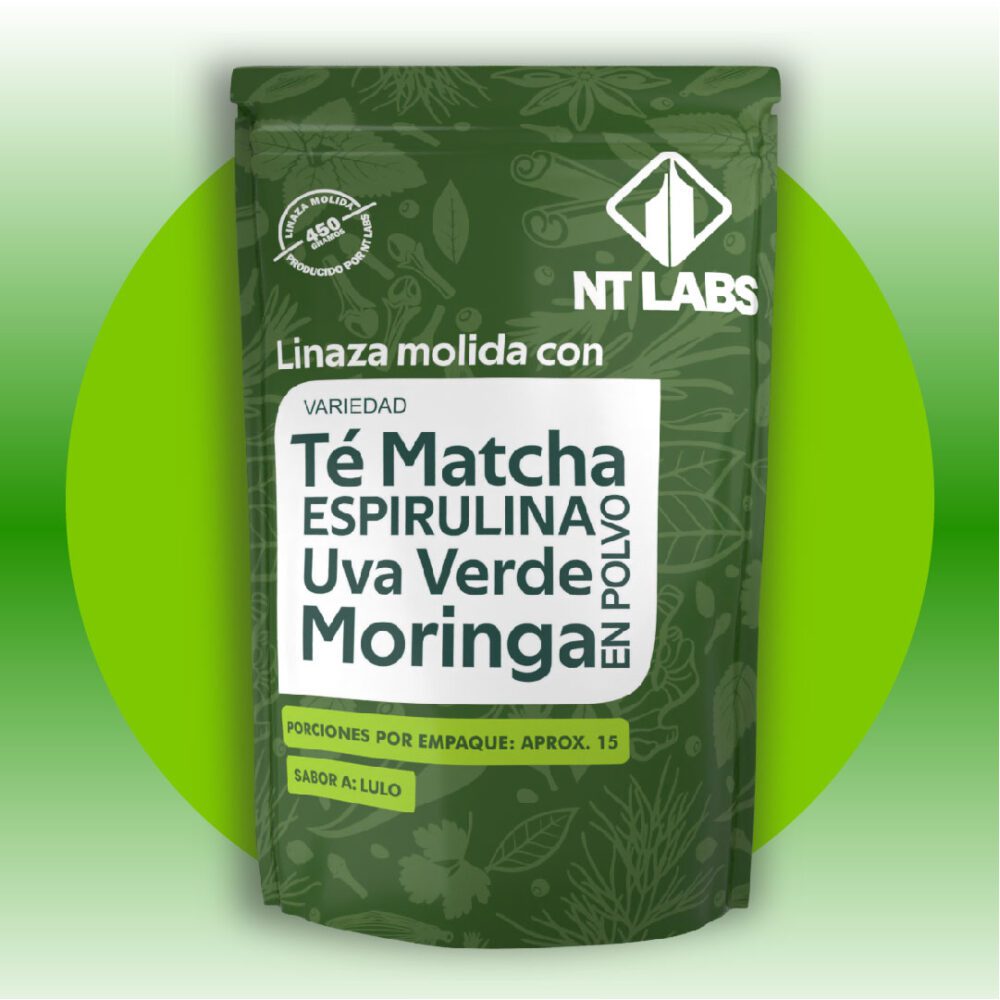 LINAZA MOLIDA
450
GRAMOS
PRODUCIDO POR NT LABS
NT LABS
Linaza molida con
VARIEDAD
Té Matcha
ESPIRULINA
Uva Verde
Moringa
EN POLVO
PORCIONES POR EMPAQUE: APROX. 15
SABOR A: LULO